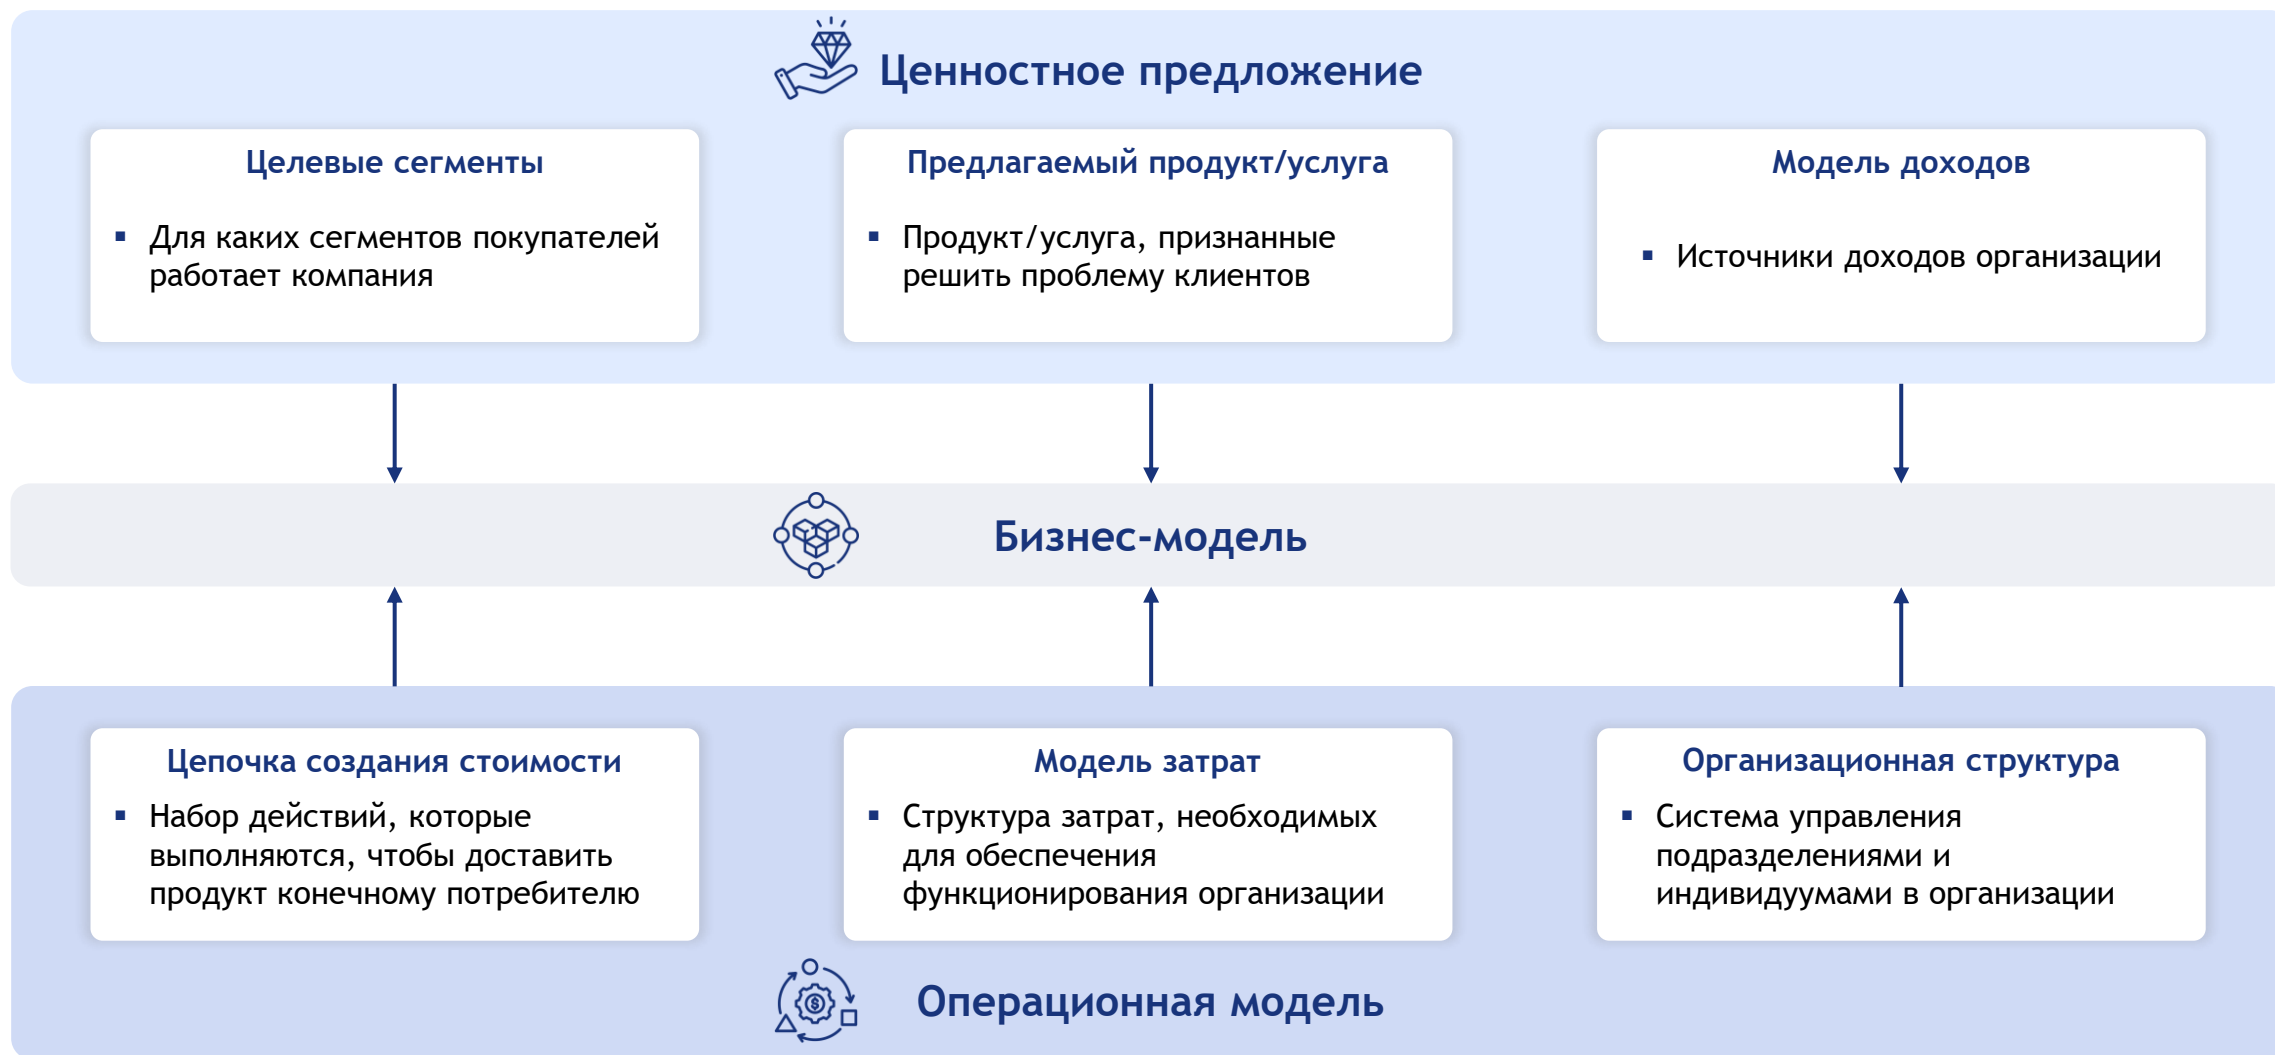 Ценностное предложение
Целевые сегменты
▪ Для каких сегментов покупателей
работает компания
Предлагаемый продукт/услуга
▪ Продукт/услуга, признанные
решить проблему клиентов
Модель доходов
▪ Источники доходов организации
Бизнес-модель
Цепочка создания стоимости
▪ Набор действий, которые
выполняются, чтобы доставить
продукт конечному потребителю
Модель затрат
▪ Структура затрат, необходимых
для обеспечения
функционирования организации
Организационная структура
▪ Система управления
подразделениями и
индивидуумами в организации
$
Операционная модель